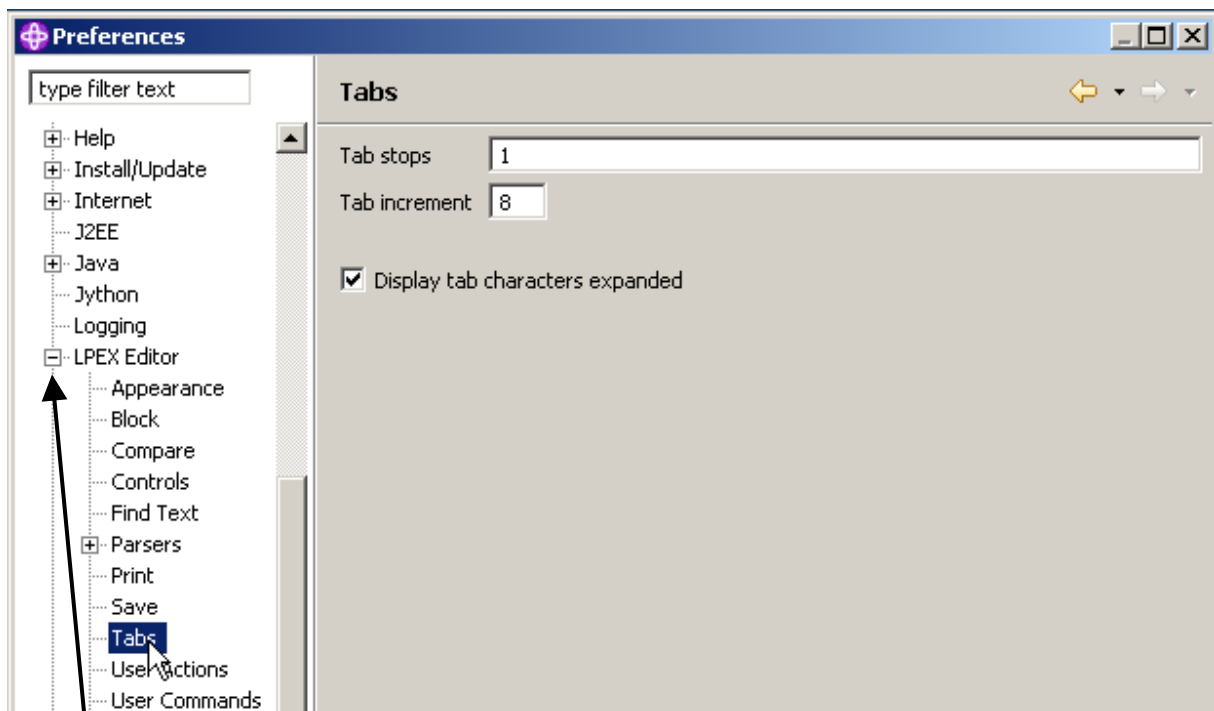 Preferences
type filter text
Help
Install/Update
Internet
J2EE
Java
Jython
Logging
LPEX Editor
Appearance
Block
Compare
Controls
Find Text
Parsers
Print
Save
Tabs
User Actions
User Commands
Tabs
Tab stops 1
Tab increment 8
Display tab characters expanded